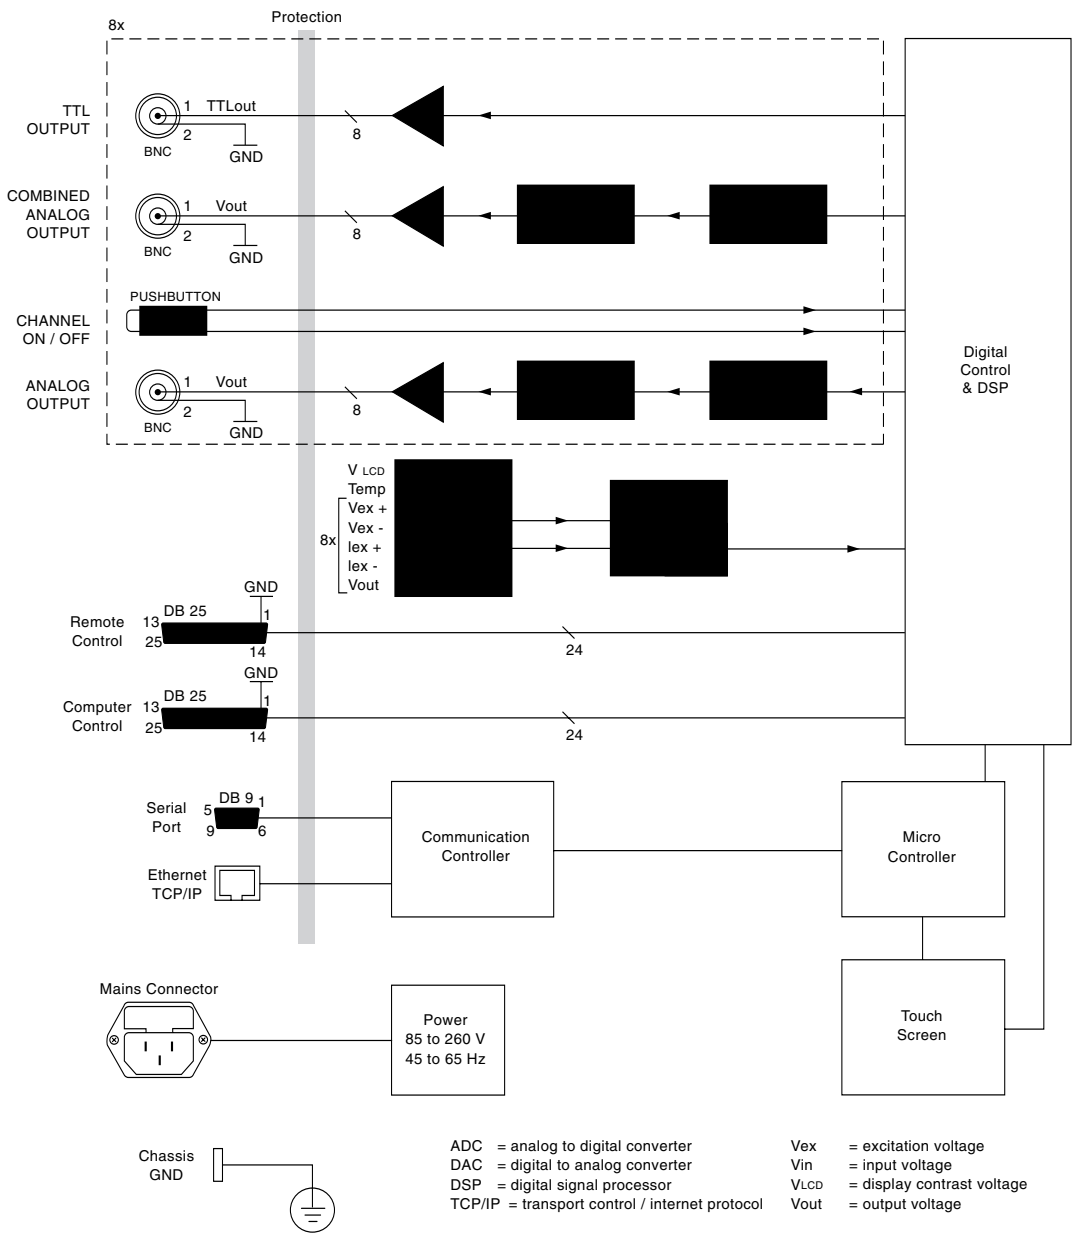 Protection
8x
TTL
OUTPUT
1 TTLout
2
BNC
GND
8
COMBINED
ANALOG
OUTPUT
1 Vout
2
BNC
GND
8
CHANNEL
ON / OFF
PUSHBUTTON
ANALOG
OUTPUT
1 Vout
2
BNC
GND
8
Digital
Control
& DSP
V LCD
Temp
8x
Vex +
Vex -
Iex +
Iex -
Vout
Remote
Control
GND
13 DB 25 1
25 14
24
Computer
Control
GND
13 DB 25 1
25 14
24
Serial
Port
5 DB 9 1
9 6
Ethernet
TCP/IP
Communication
Controller
Micro
Controller
Touch
Screen
Mains Connector
Power
85 to 260 V
45 to 65 Hz
Chassis
GND
ADC = analog to digital converter
DAC = digital to analog converter
DSP = digital signal processor
TCP/IP = transport control / internet protocol
Vex = excitation voltage
Vin = input voltage
VLCD = display contrast voltage
Vout = output voltage